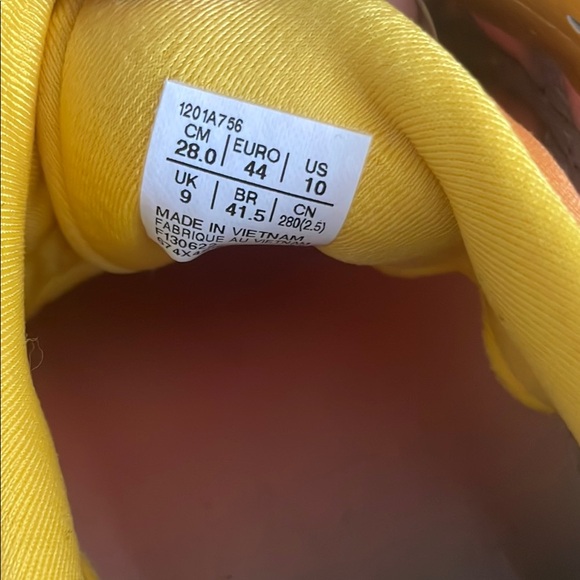 1201A756
CM EURO US
28.0 44 10
UK BR CN
9 41.5 280(2.5)
MADE IN VIETNAM
FABRIQUE AU VIETNAM